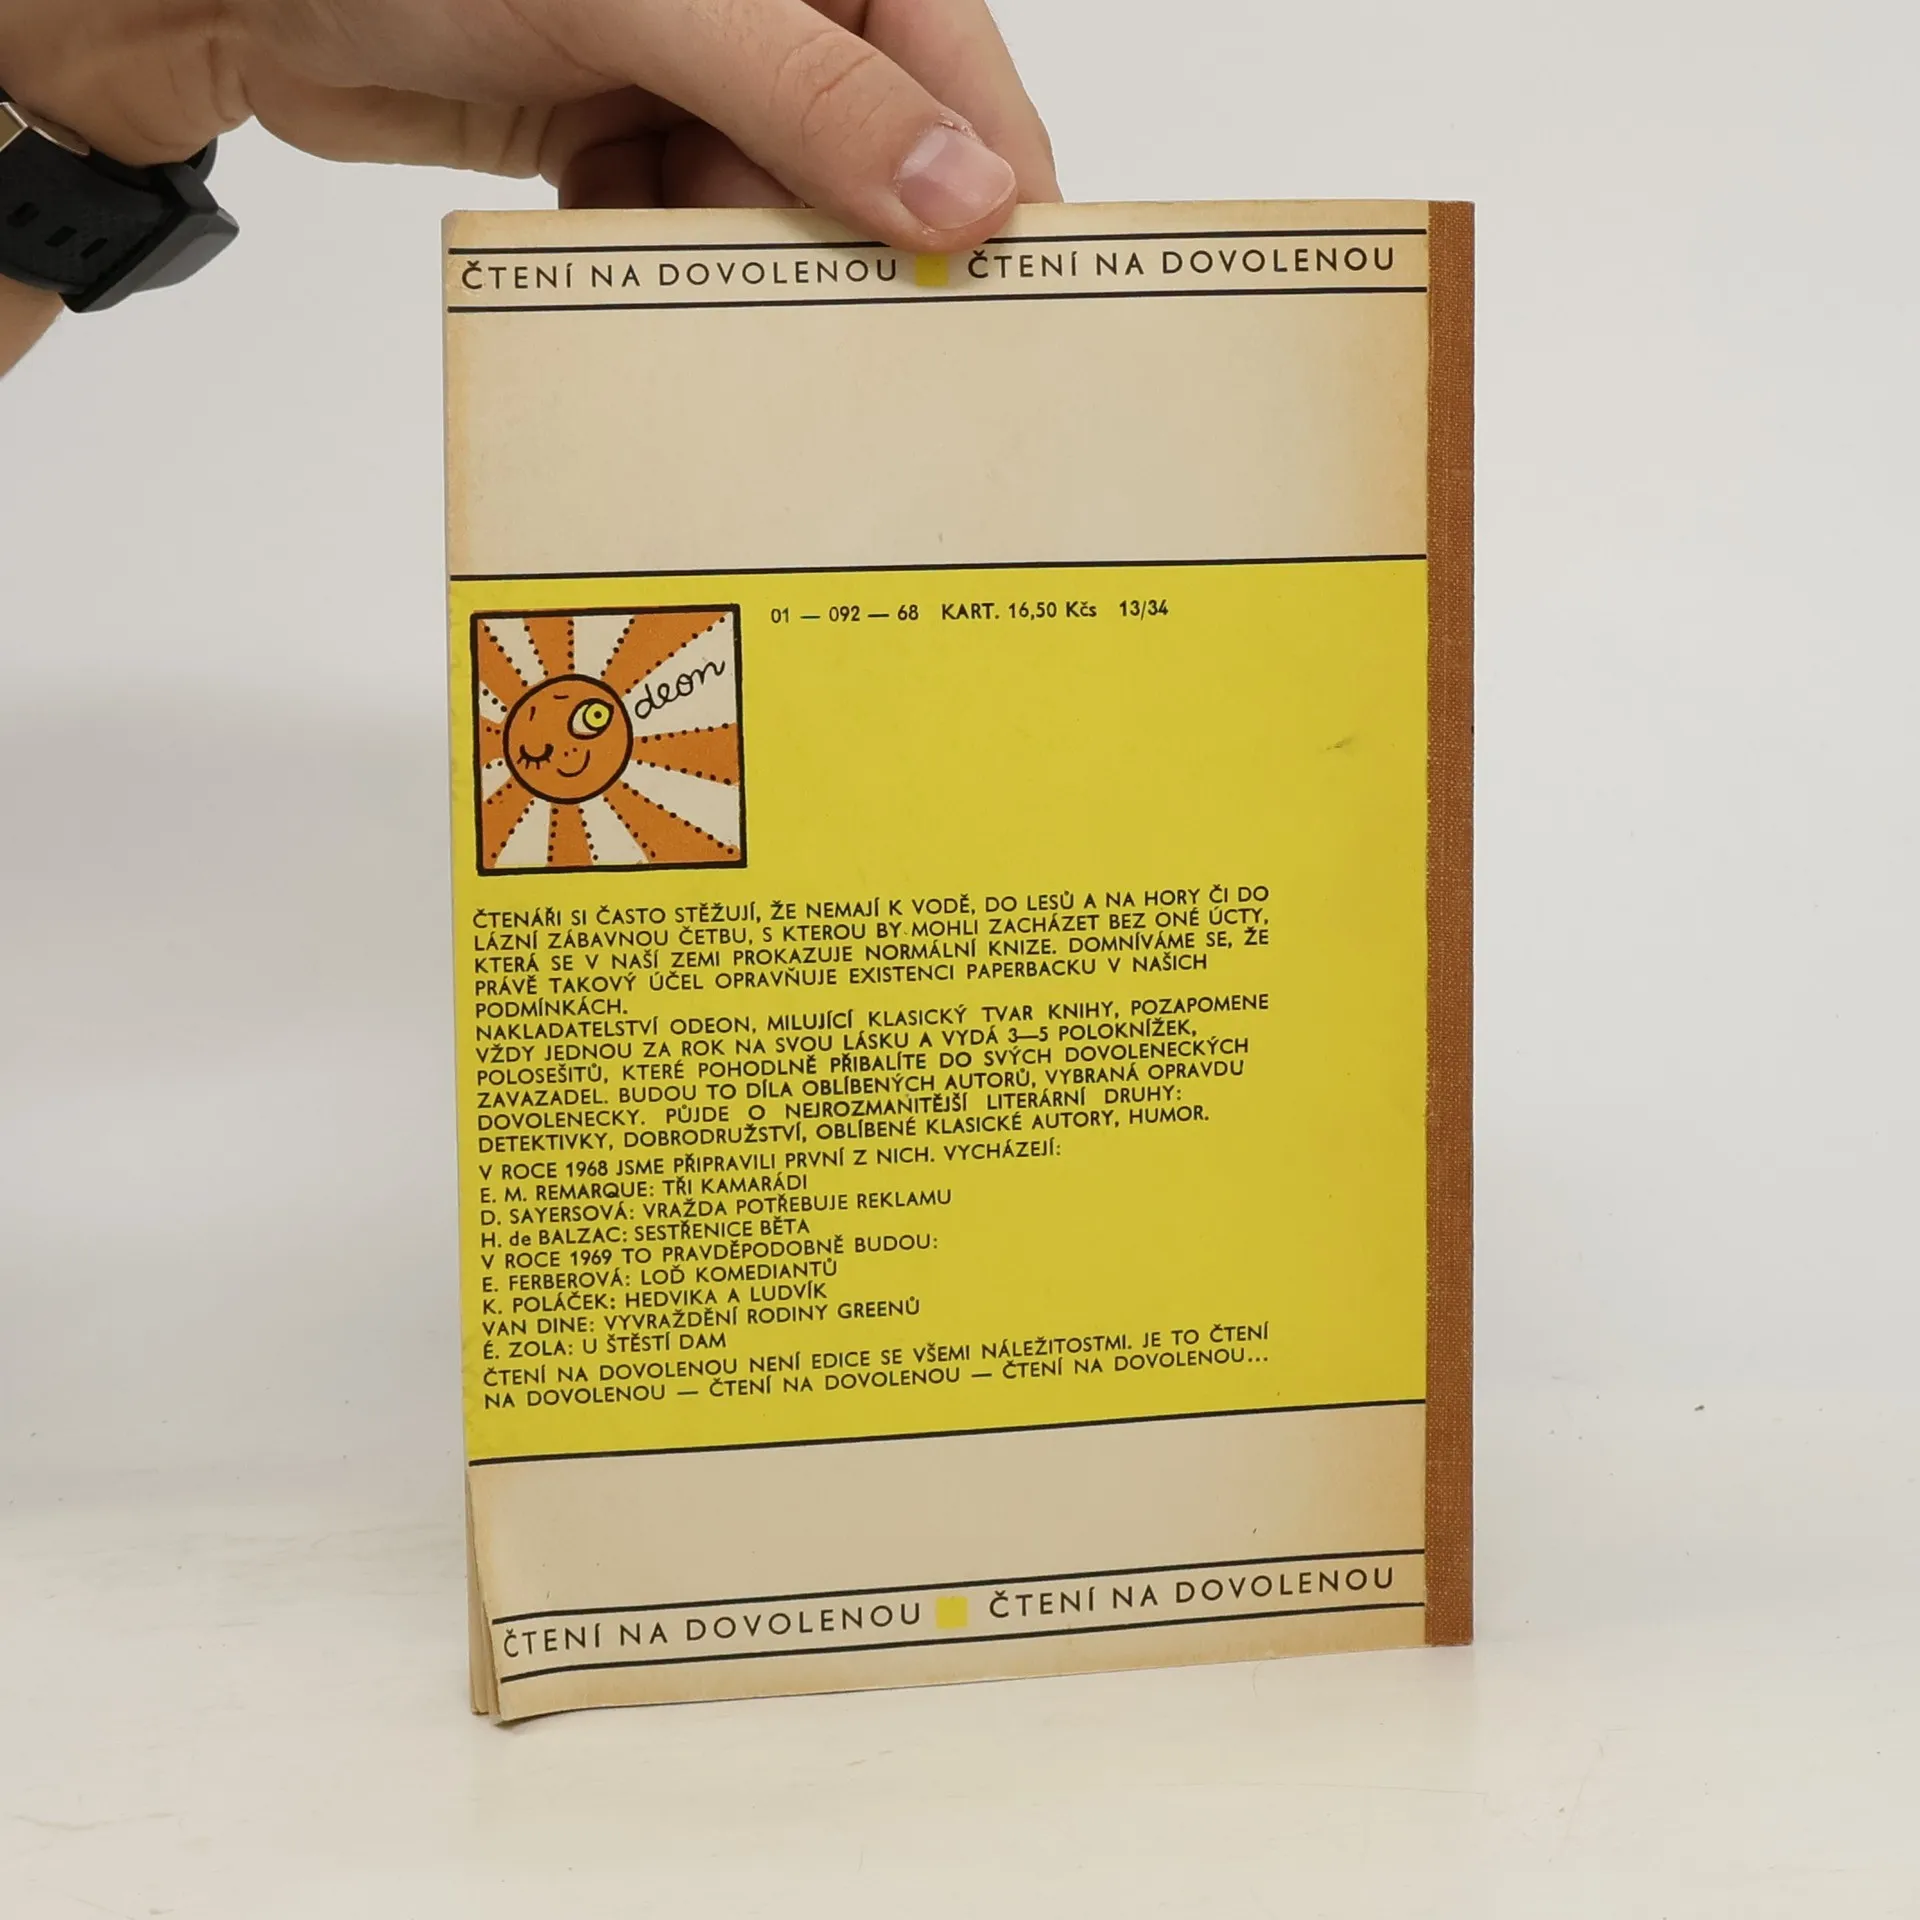 ČTENÍ NA DOVOLENOU ČTENÍ NA DOVOLENOU
01 — 092 — 68 KART. 16,50 Kčs 13/34
deon
ČTENÁŘI SI ČASTO STĚŽUJÍ, ŽE NEMAJÍ K VODĚ, DO LESŮ A NA HORY ČI DO
LÁZNÍ ZÁBAVNOU ČETBU, S KTEROU BY MOHLI ZACHÁZET BEZ ONÉ ÚCTY,
KTERÁ SE V NAŠÍ ZEMI PROKAZUJE NORMÁLNÍ KNIZE. DOMNÍVÁME SE, ŽE
PRÁVĚ TAKOVÝ ÚČEL OPRAVŇUJE EXISTENCI PAPERBACKU V NAŠICH
PODMÍNKÁCH.
NAKLADATELSTVÍ ODEON, MILUJÍCÍ KLASICKÝ TVAR KNIHY, POZAPOMENE
VŽDY JEDNOU ZA ROK NA SVOU LÁSKU A VYDÁ 3—5 POLOKNÍŽEK,
POLOSEŠITŮ, KTERÉ POHODLNĚ PŘIBALÍTE DO SVÝCH DOVOLENECKÝCH
ZAVAZADEL. BUDOU TO DÍLA OBLÍBENÝCH AUTORŮ, VYBRANÁ OPRAVDU
DOVOLENECKY. PŮJDE O NEJROZMANITĚJŠÍ LITERÁRNÍ DRUHY:
DETEKTIVKY, DOBRODRUŽSTVÍ, OBLÍBENÉ KLASICKÉ AUTORY, HUMOR.
V ROCE 1968 JSME PŘIPRAVILI PRVNÍ Z NICH. VYCHÁZEJÍ:
E. M. REMARQUE: TŘI KAMARÁDI
D. SAYERSOVÁ: VRAŽDA POTŘEBUJE REKLAMU
H. de BALZAC: SESTŘENICE BĚTA
V ROCE 1969 TO PRAVDĚPODOBNĚ BUDOU:
E. FERBEROVÁ: LOĎ KOMEDIANTŮ
K. POLÁČEK: HEDVIKA A LUDVÍK
VAN DINE: VYVRAŽDĚNÍ RODINY GREENŮ
É. ZOLA: U ŠTĚSTÍ DAM
ČTENÍ NA DOVOLENOU NENÍ EDICE SE VŠEMI NÁLEŽITOSTMI. JE TO ČTENÍ
NA DOVOLENOU — ČTENÍ NA DOVOLENOU — ČTENÍ NA DOVOLENOU...
ČTENÍ NA DOVOLENOU ČTENÍ NA DOVOLENOU